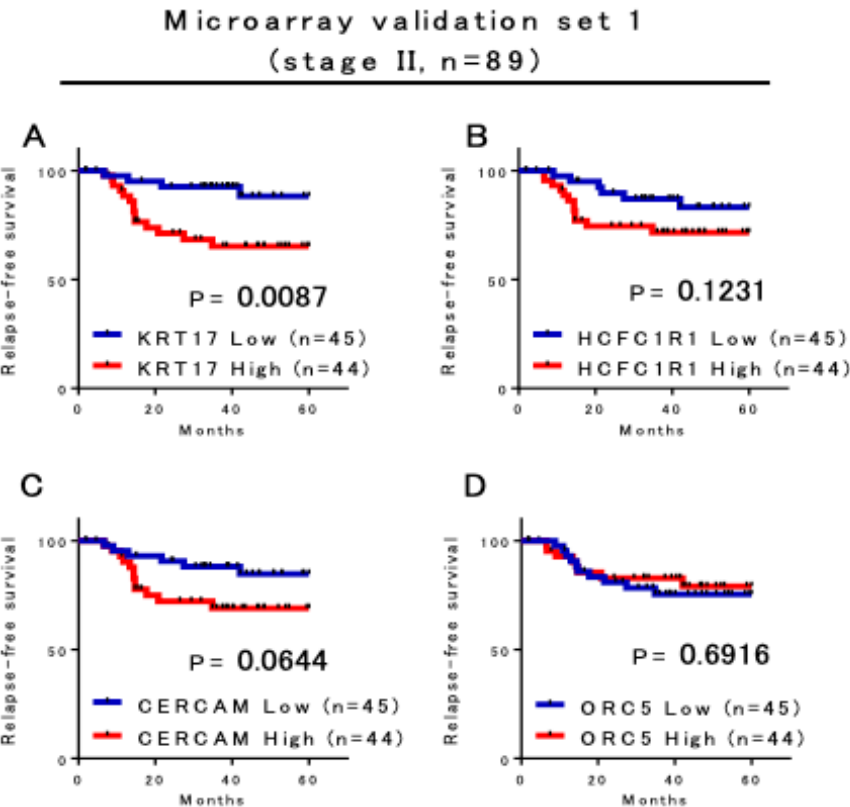 Microarray validation set 1
(stage II, n=89)
A
Relapse-free survival
100
50
0
P= 0.0087
KRT17 Low (n=45)
KRT17 High (n=44)
0 20 40 60
Months
B
Relapse-free survival
100
50
0
P= 0.1231
HCFC1R1 Low (n=45)
HCFC1R1 High (n=44)
0 20 40 60
Months
C
Relapse-free survival
100
50
0
P= 0.0644
CERCAM Low (n=45)
CERCAM High (n=44)
0 20 40 60
Months
D
Relapse-free survival
100
50
0
P= 0.6916
ORC5 Low (n=45)
ORC5 High (n=44)
0 20 40 60
Months